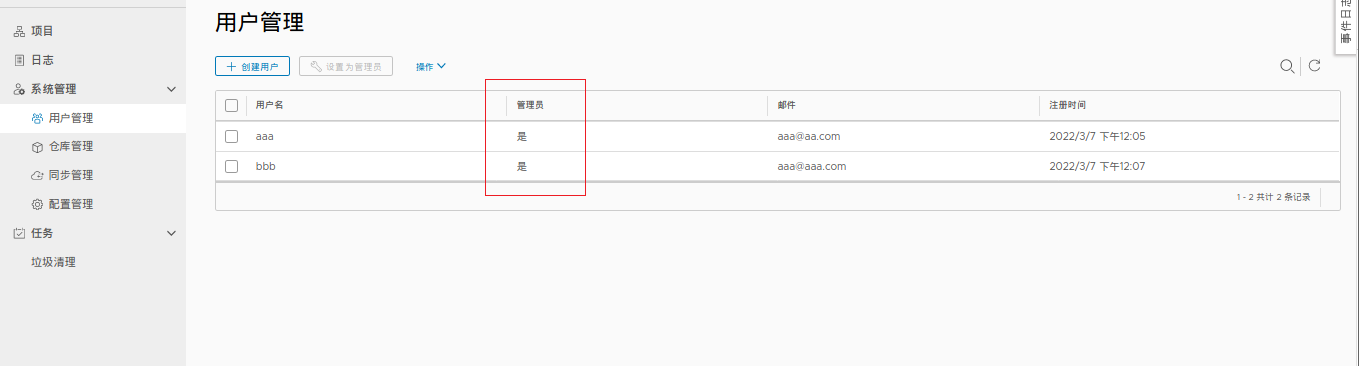 事件日志
用户管理
项目
日志
系统管理
用户管理
仓库管理
同步管理
配置管理
任务
垃圾清理
创建用户 设置为管理员 操作
用户名 管理员 邮件 注册时间
aaa 是 aaa@aa.com 2022/3/7 下午12:05
bbb 是 aaa@aaa.com 2022/3/7 下午12:07
1 - 2 共计 2 条记录